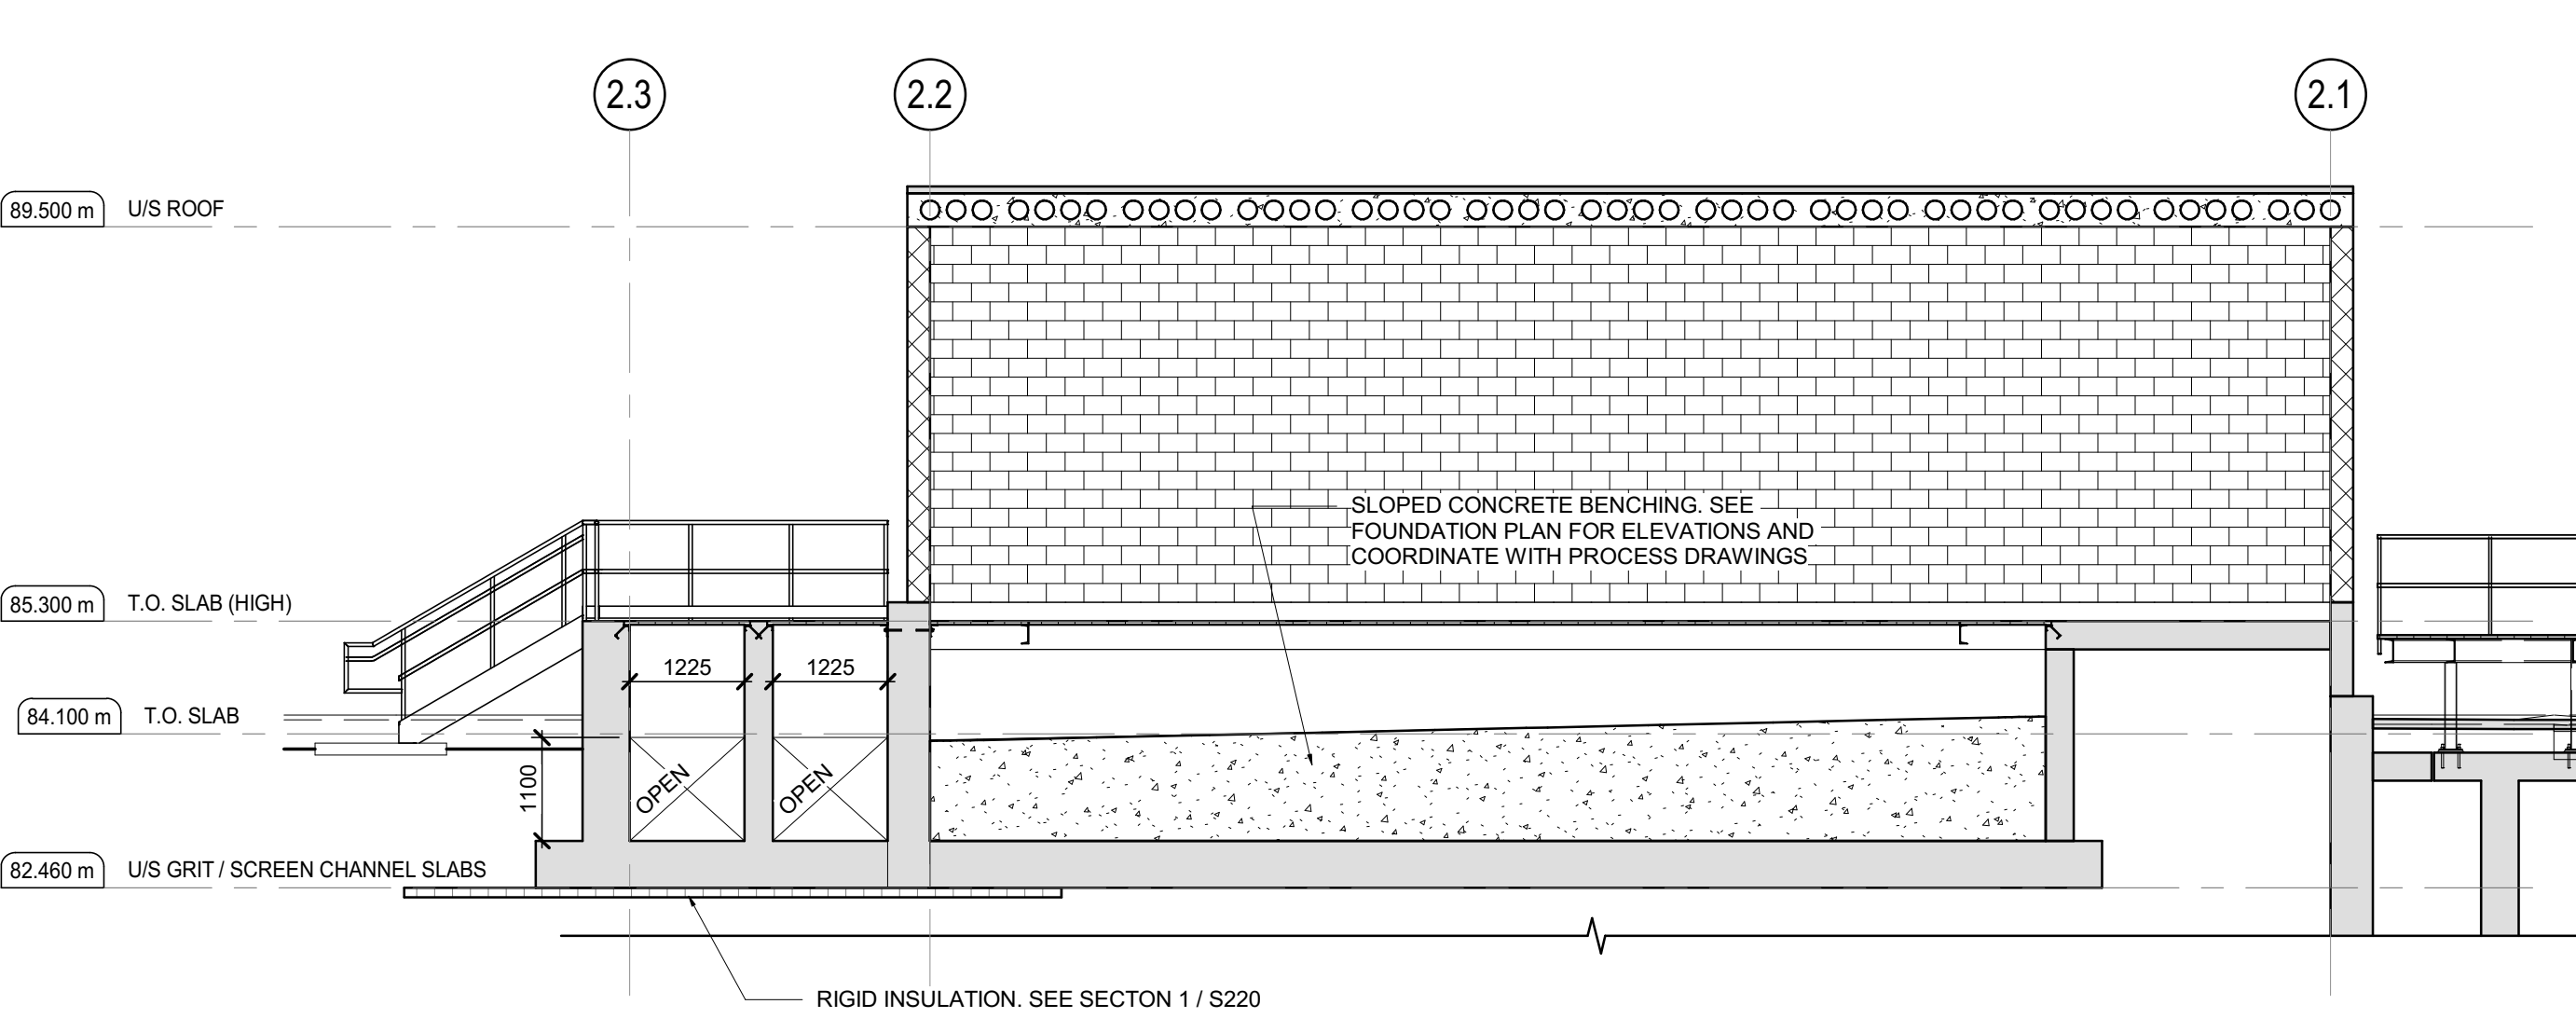 2.3
2.2
2.1
89.500 m U/S ROOF
SLOPED CONCRETE BENCHING. SEE
FOUNDATION PLAN FOR ELEVATIONS AND
COORDINATE WITH PROCESS DRAWINGS
85.300 m T.O. SLAB (HIGH)
1225
1225
84.100 m T.O. SLAB
1100
OPEN
OPEN
82.460 m U/S GRIT / SCREEN CHANNEL SLABS
RIGID INSULATION. SEE SECTON 1 / S220